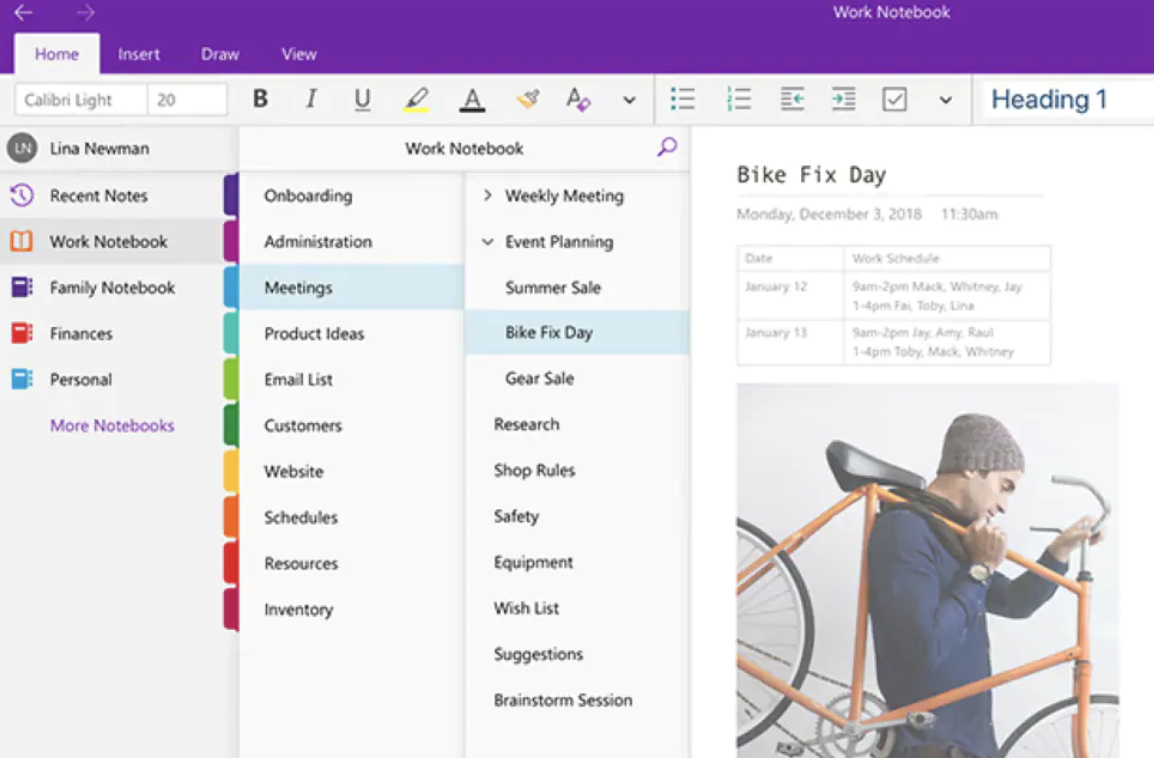 Work Notebook
Home Insert Draw View
Calibri Light 20 B I U A A Heading 1
LN Lina Newman
Recent Notes
Work Notebook
Family Notebook
Finances
Personal
More Notebooks
Work Notebook
Onboarding
Administration
Meetings
Product Ideas
Email List
Customers
Website
Schedules
Resources
Inventory
Weekly Meeting
Event Planning
Summer Sale
Bike Fix Day
Gear Sale
Research
Shop Rules
Safety
Equipment
Wish List
Suggestions
Brainstorm Session
Bike Fix Day
Monday, December 3, 2018 11:30am
Date Work Schedule
January 12 9am-2pm Mack, Whitney, Jay
1-4pm Fai, Toby, Lina
January 13 9am-2pm Jay, Amy, Raul
1-4pm Toby, Mack, Whitney